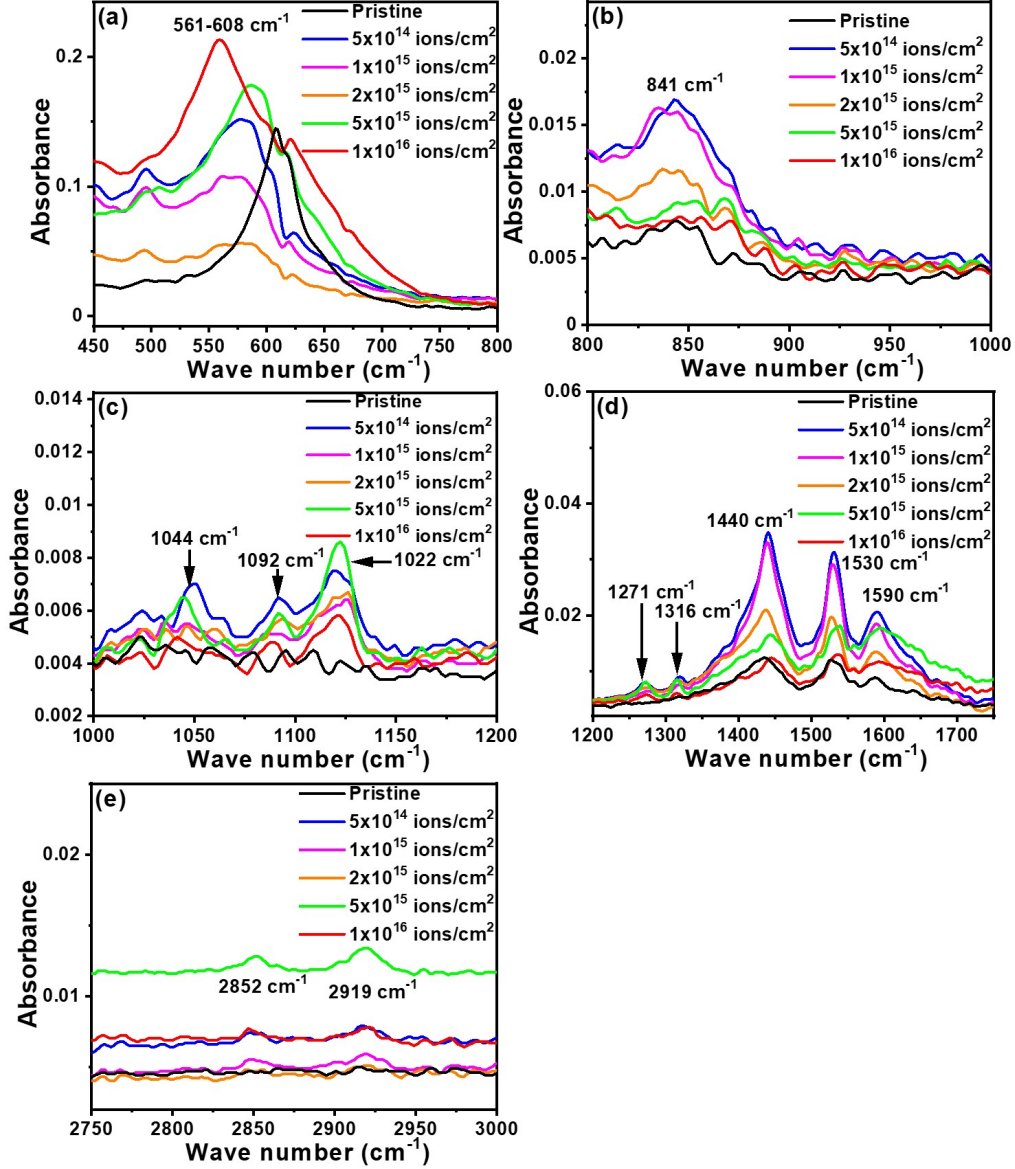 (a)
561-608 cm⁻¹
Pristine
5x10¹⁴ ions/cm²
1x10¹⁵ ions/cm²
2x10¹⁵ ions/cm²
5x10¹⁵ ions/cm²
1x10¹⁶ ions/cm²
Absorbance
0.2
0.1
0
450 500 550 600 650 700 750 800
Wave number (cm⁻¹)
(b)
841 cm⁻¹
Pristine
5x10¹⁴ ions/cm²
1x10¹⁵ ions/cm²
2x10¹⁵ ions/cm²
5x10¹⁵ ions/cm²
1x10¹⁶ ions/cm²
Absorbance
0.02
0.015
0.01
0.005
0
800 850 900 950 1000
Wave number (cm⁻¹)
(c)
Pristine
5x10¹⁴ ions/cm²
1x10¹⁵ ions/cm²
2x10¹⁵ ions/cm²
5x10¹⁵ ions/cm²
1x10¹⁶ ions/cm²
1044 cm⁻¹
1092 cm⁻¹
1022 cm⁻¹
Absorbance
0.014
0.012
0.01
0.008
0.006
0.004
0.002
1000 1050 1100 1150 1200
Wave number (cm⁻¹)
(d)
Pristine
5x10¹⁴ ions/cm²
1x10¹⁵ ions/cm²
2x10¹⁵ ions/cm²
5x10¹⁵ ions/cm²
1x10¹⁶ ions/cm²
1440 cm⁻¹
1271 cm⁻¹
1316 cm⁻¹
1530 cm⁻¹
1590 cm⁻¹
Absorbance
0.06
0.04
0.02
1200 1300 1400 1500 1600 1700
Wave number (cm⁻¹)
(e)
Pristine
5x10¹⁴ ions/cm²
1x10¹⁵ ions/cm²
2x10¹⁵ ions/cm²
5x10¹⁵ ions/cm²
1x10¹⁶ ions/cm²
2852 cm⁻¹
2919 cm⁻¹
Absorbance
0.02
0.01
2750 2800 2850 2900 2950 3000
Wave number (cm⁻¹)